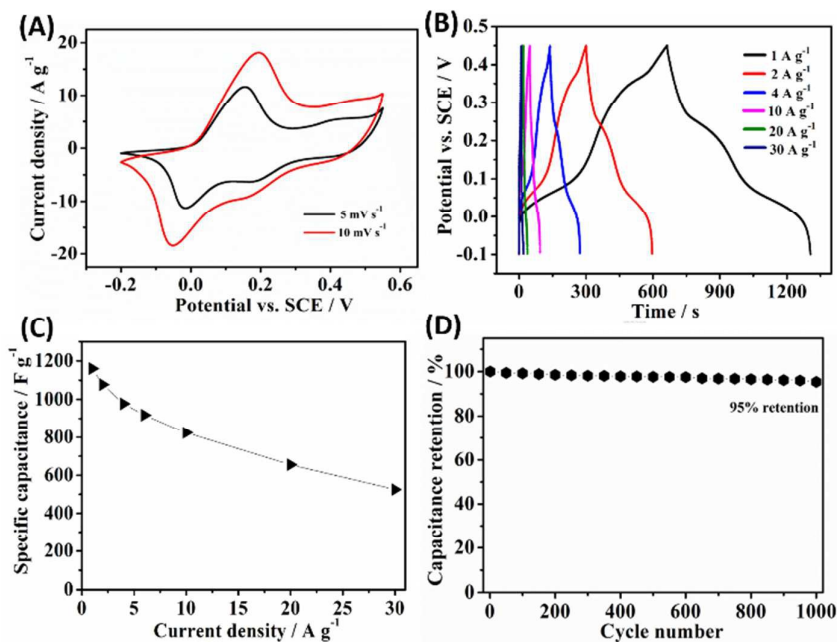 (A)
20
10
0
-10
-20
Current density / A g⁻¹
5 mV s⁻¹
10 mV s⁻¹
-0.2 0.0 0.2 0.4 0.6
Potential vs. SCE / V
(B)
0.5
0.4
0.3
0.2
0.1
0.0
-0.1
Potential vs. SCE / V
1 A g⁻¹
2 A g⁻¹
4 A g⁻¹
10 A g⁻¹
20 A g⁻¹
30 A g⁻¹
0 300 600 900 1200
Time / s
(C)
1200
1000
800
600
400
200
0
Specific capacitance / F g⁻¹
0 5 10 15 20 25 30
Current density / A g⁻¹
(D)
100
80
60
40
20
0
Capacitance retention / %
95% retention
0 200 400 600 800 1000
Cycle number